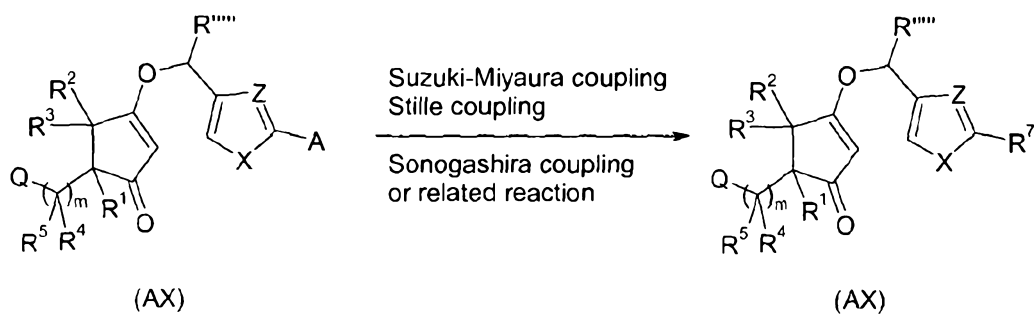 R'''''
R'''''
O
O
R² Z
Suzuki-Miyaura coupling
Stille coupling
R² Z
R³ A
R³ R⁷
X
X
Sonogashira coupling
or related reaction
Q ( )m R¹ O
Q ( )m R¹ O
R⁵ R⁴
R⁵ R⁴
(AX)
(AX)